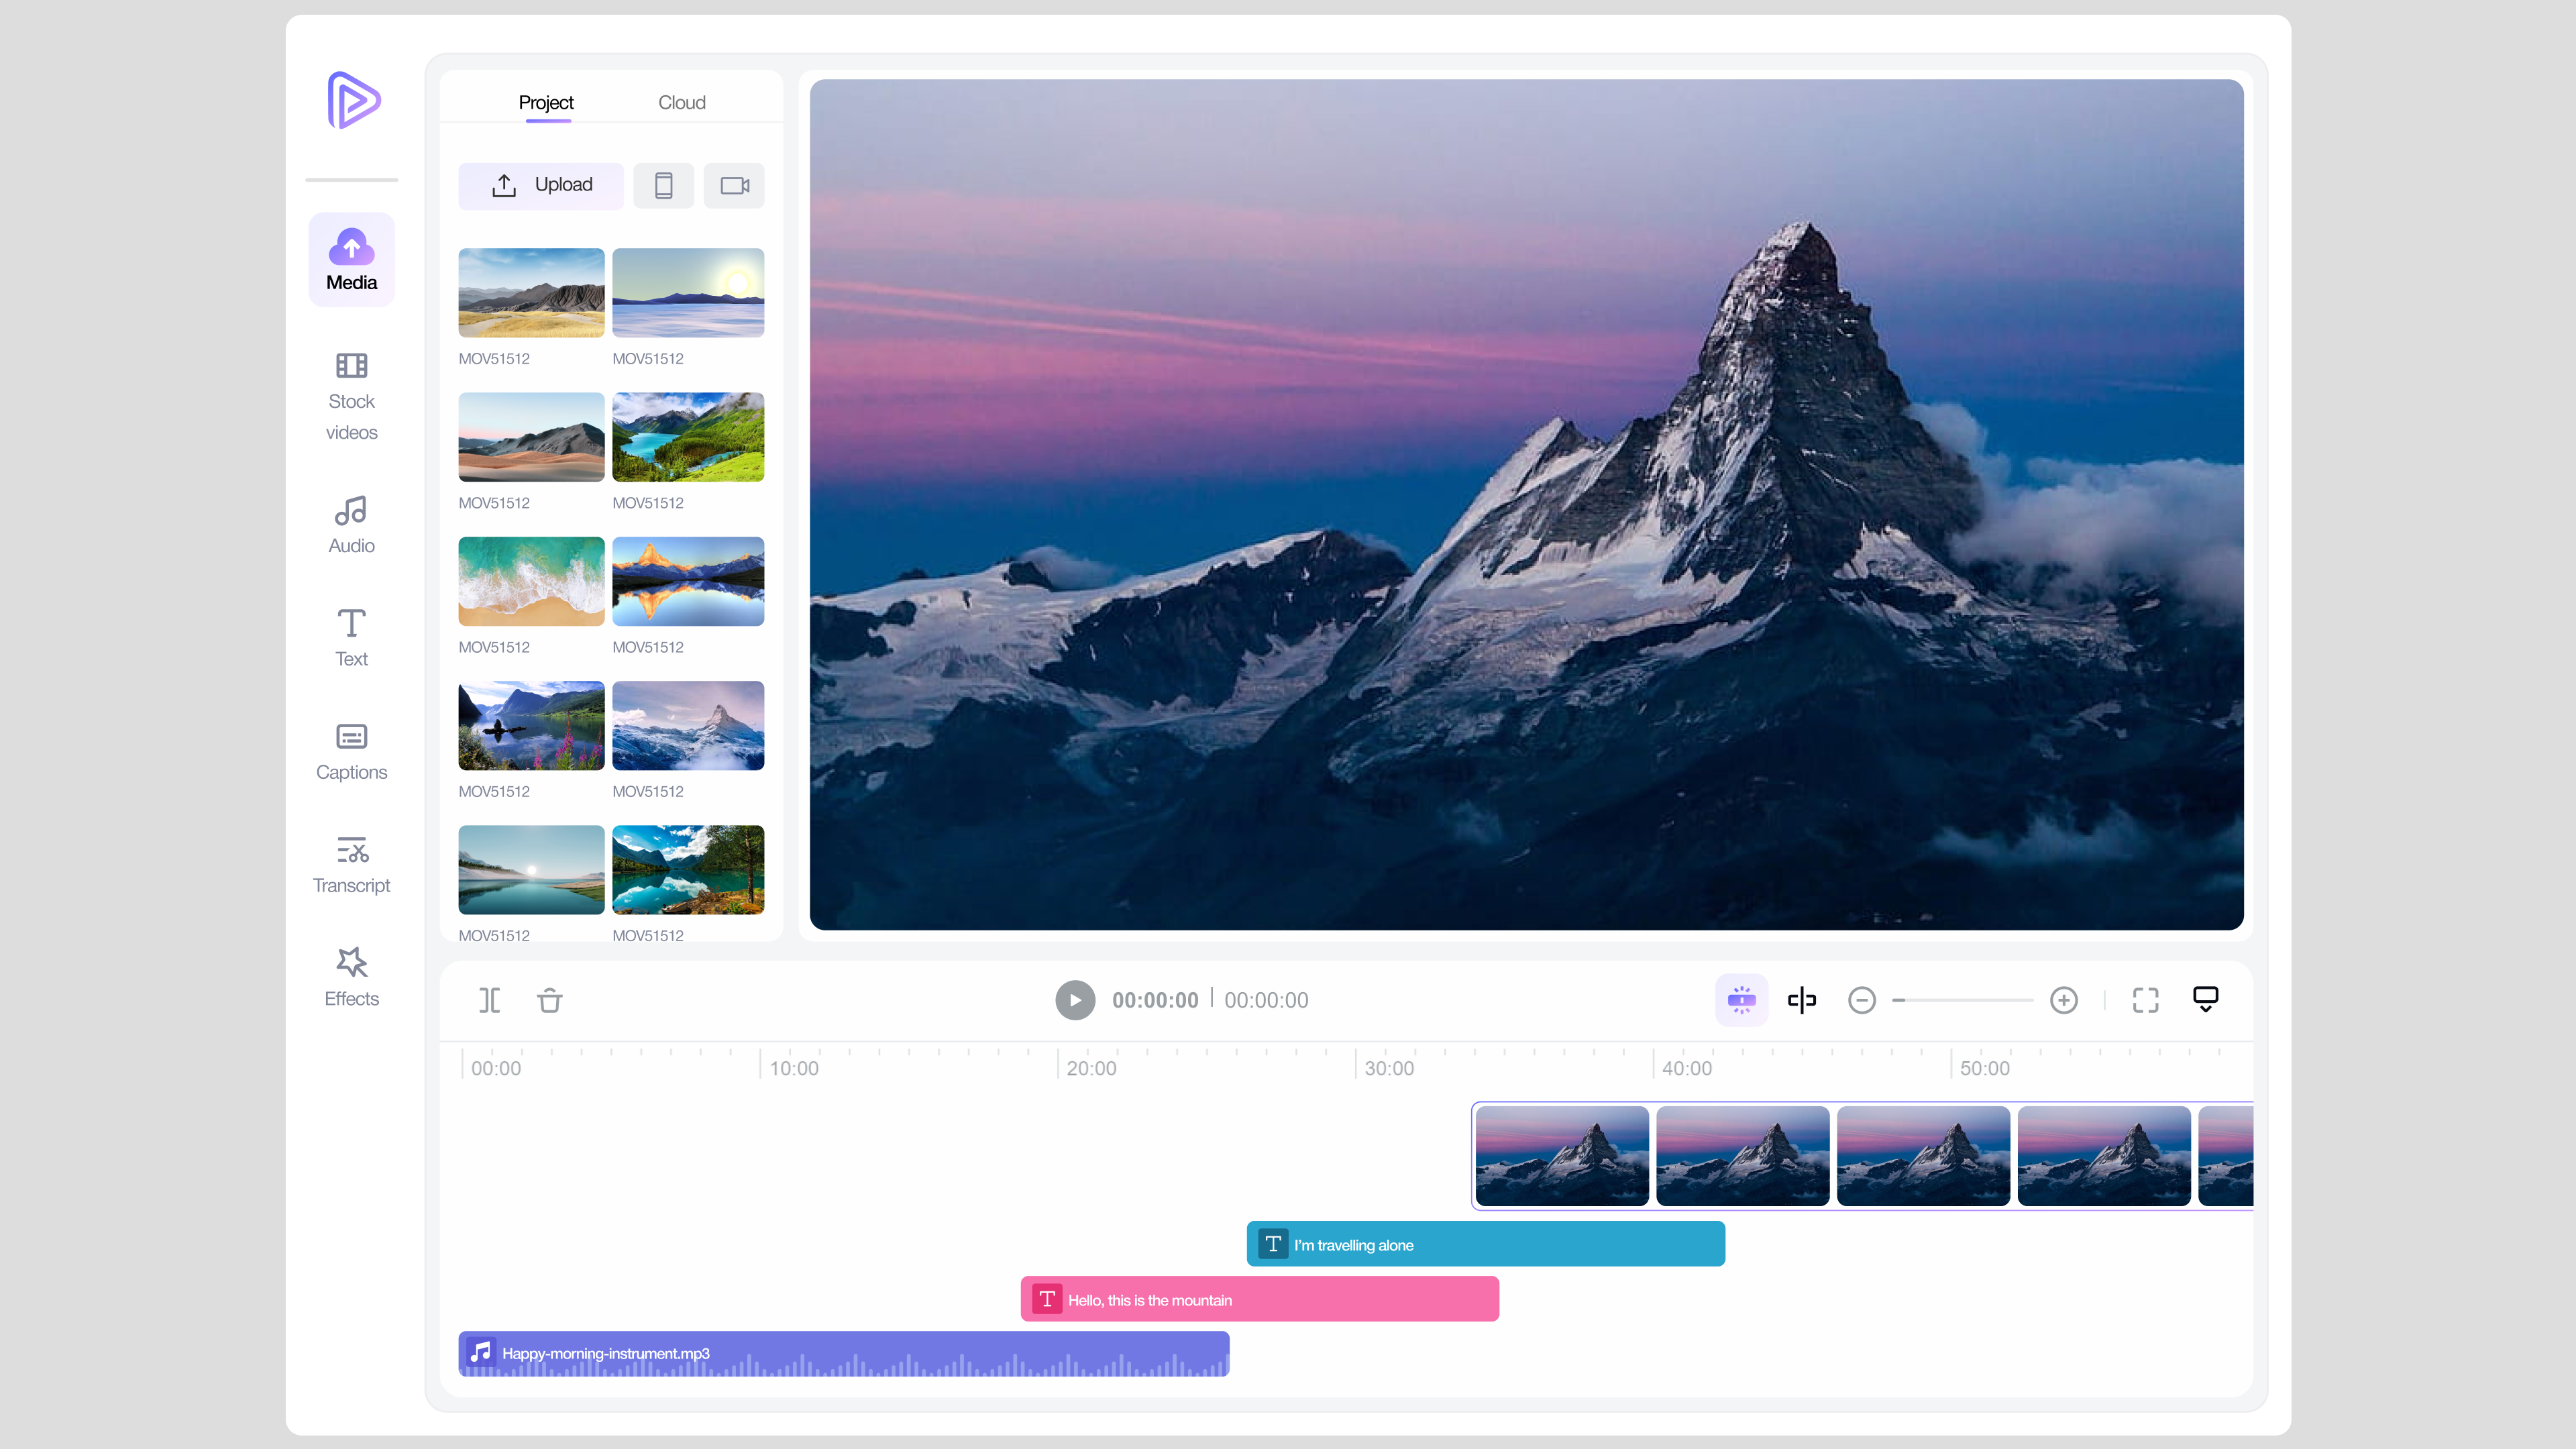 Project
Cloud
Upload
Media
Stock
videos
Audio
Text
Captions
Transcript
Effects
MOV51512
MOV51512
MOV51512
MOV51512
MOV51512
MOV51512
MOV51512
MOV51512
MOV51512
MOV51512
00:00:00 | 00:00:00
00:00
10:00
20:00
30:00
40:00
50:00
T I'm travelling alone
T Hello, this is the mountain
Happy-morning-instrument.mp3